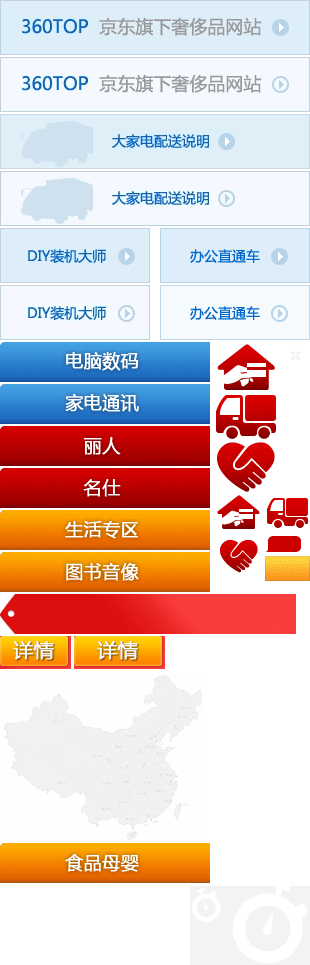 360TOP 京东旗下奢侈品网站
360TOP 京东旗下奢侈品网站
大家电配送说明
大家电配送说明
DIY装机大师 办公直通车
DIY装机大师 办公直通车
电脑数码
家电通讯
丽人
名仕
生活专区
图书音像
详情 详情
食品母婴